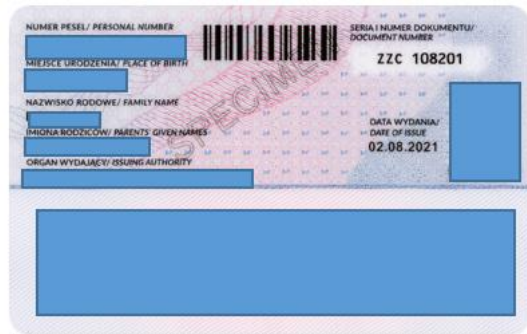 NUMER PESEL/ PERSONAL NUMBER
SERIA I NUMER DOKUMENTU/
DOCUMENT NUMBER
ZZC 108201
MIEJSCE URODZENIA/ PLACE OF BIRTH
SPECIMEN
NAZWISKO RODOWE/ FAMILY NAME
IMIONA RODZICÓW/ PARENTS' GIVEN NAMES
DATA WYDANIA/
DATE OF ISSUE
02.08.2021
ORGAN WYDAJĄCY/ ISSUING AUTHORITY